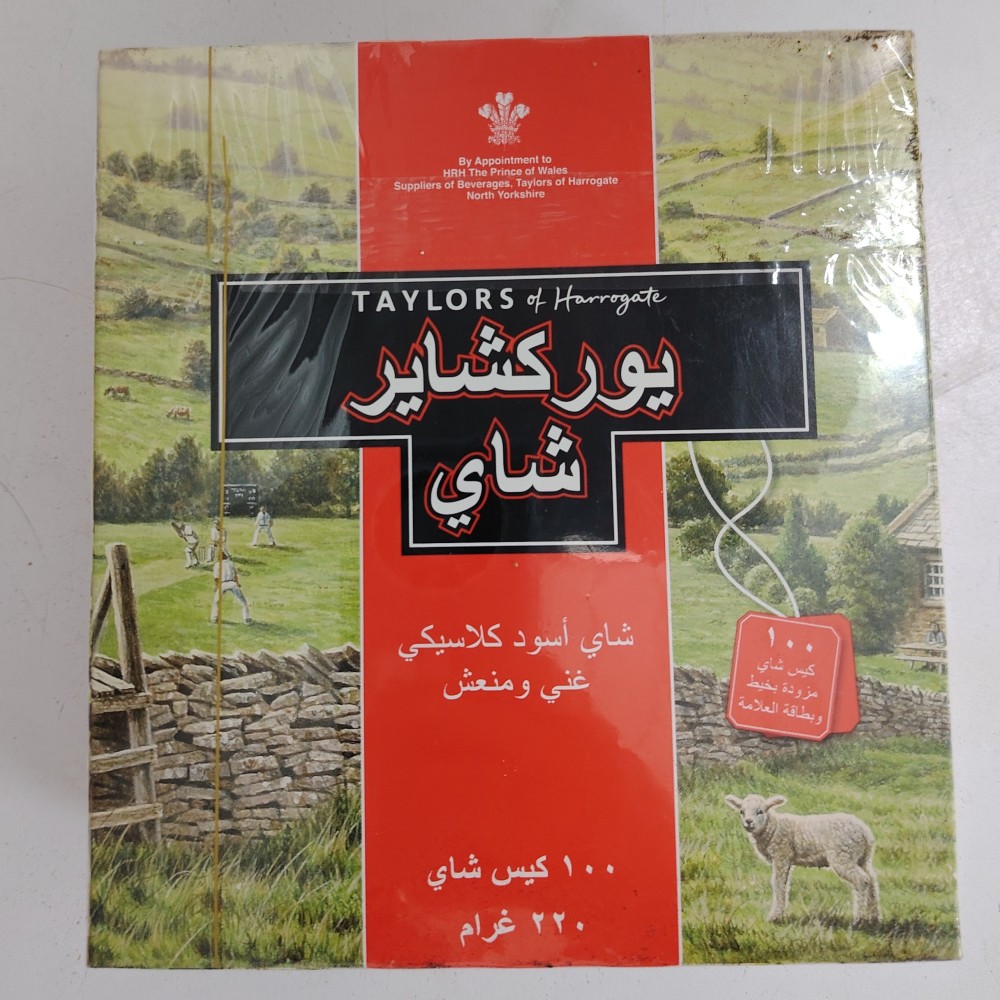 By Appointment to
HRH The Prince of Wales
Suppliers of Beverages, Taylors of Harrogate
North Yorkshire
TAYLORS of Harrogate
يوركشاير
شاي
شاي أسود كلاسيكي
غني ومنعش
١٠٠
كيس شاي
مزودة بخيط
وبطاقة العلامة
١٠٠ كيس شاي
٢٢٠ غرام